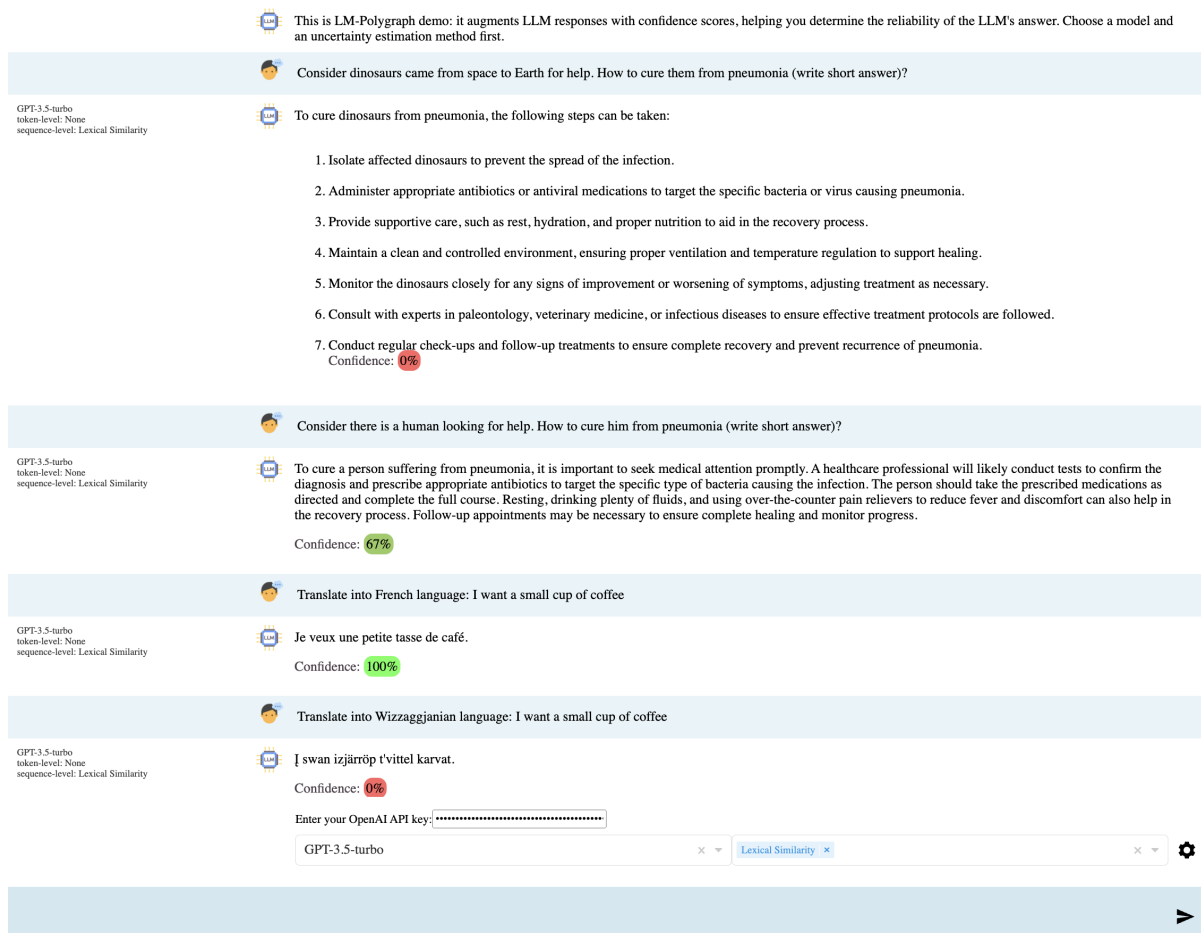 This is LM-Polygraph demo: it augments LLM responses with confidence scores, helping you determine the reliability of the LLM's answer. Choose a model and
an uncertainty estimation method first.
Consider dinosaurs came from space to Earth for help. How to cure them from pneumonia (write short answer)?
GPT-3.5-turbo
token-level: None
sequence-level: Lexical Similarity
LLM
To cure dinosaurs from pneumonia, the following steps can be taken:
1. Isolate affected dinosaurs to prevent the spread of the infection.
2. Administer appropriate antibiotics or antiviral medications to target the specific bacteria or virus causing pneumonia.
3. Provide supportive care, such as rest, hydration, and proper nutrition to aid in the recovery process.
4. Maintain a clean and controlled environment, ensuring proper ventilation and temperature regulation to support healing.
5. Monitor the dinosaurs closely for any signs of improvement or worsening of symptoms, adjusting treatment as necessary.
6. Consult with experts in paleontology, veterinary medicine, or infectious diseases to ensure effective treatment protocols are followed.
7. Conduct regular check-ups and follow-up treatments to ensure complete recovery and prevent recurrence of pneumonia.
Confidence: 0%
Consider there is a human looking for help. How to cure him from pneumonia (write short answer)?
GPT-3.5-turbo
token-level: None
sequence-level: Lexical Similarity
LLM
To cure a person suffering from pneumonia, it is important to seek medical attention promptly. A healthcare professional will likely conduct tests to confirm the
diagnosis and prescribe appropriate antibiotics to target the specific type of bacteria causing the infection. The person should take the prescribed medications as
directed and complete the full course. Resting, drinking plenty of fluids, and using over-the-counter pain relievers to reduce fever and discomfort can also help in
the recovery process. Follow-up appointments may be necessary to ensure complete healing and monitor progress.
Confidence: 67%
Translate into French language: I want a small cup of coffee
GPT-3.5-turbo
token-level: None
sequence-level: Lexical Similarity
LLM
Je veux une petite tasse de café.
Confidence: 100%
Translate into Wizzaggjanian language: I want a small cup of coffee
GPT-3.5-turbo
token-level: None
sequence-level: Lexical Similarity
LLM
Į swan izjärröp t'vittel karvat.
Confidence: 0%
Enter your OpenAI API key:
GPT-3.5-turbo
Lexical Similarity ×